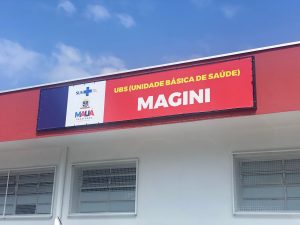 SUS
UBS (UNIDADE BÁSICA DE SAÚDE)
MAGINI
MAUÁ